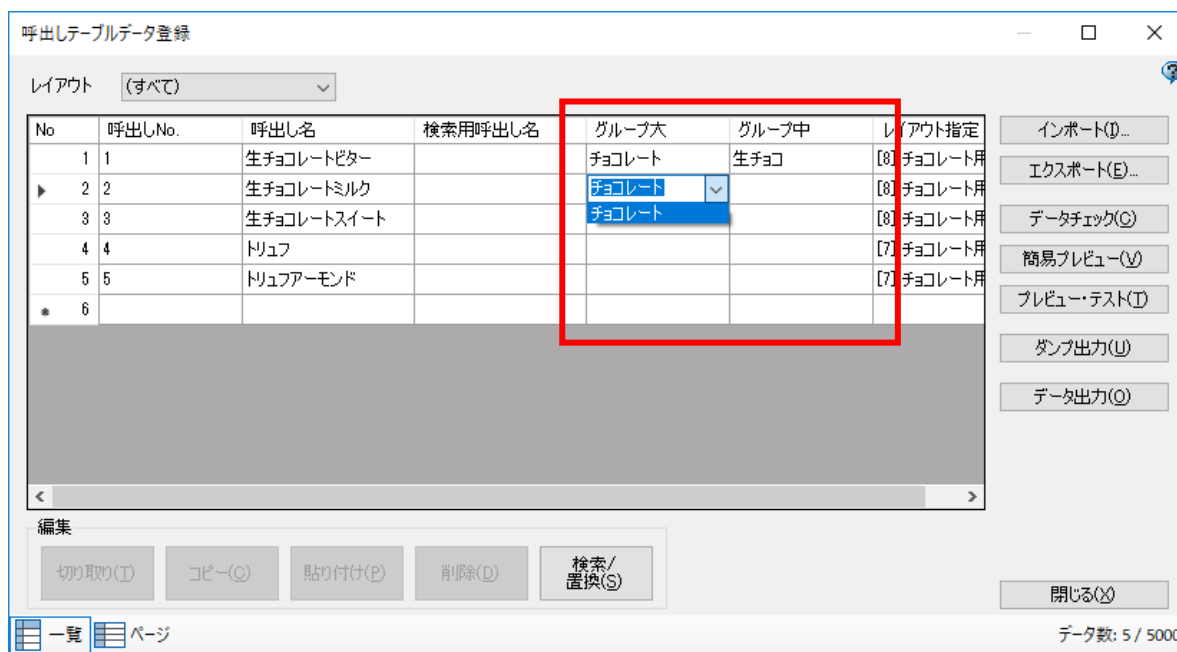 呼出しテーブルデータ登録
レイアウト (すべて)
No 呼出しNo. 呼出し名 検索用呼出し名 グループ大 グループ中 レイアウト指定
1 1 生チョコレートビター チョコレート 生チョコ [8] チョコレート用
2 2 生チョコレートミルク チョコレート [8] チョコレート用
チョコレート
3 3 生チョコレートスイート [8] チョコレート用
4 4 トリュフ [7] チョコレート用
5 5 トリュフアーモンド [7] チョコレート用
6
インポート(I)...
エクスポート(E)...
データチェック(C)
簡易プレビュー(V)
プレビュー・テスト(T)
ダンプ出力(U)
データ出力(O)
編集
切り取り(T) コピー(C) 貼り付け(P) 削除(D) 検索/
置換(S)
閉じる(X)
一覧 ページ データ数: 5 / 5000